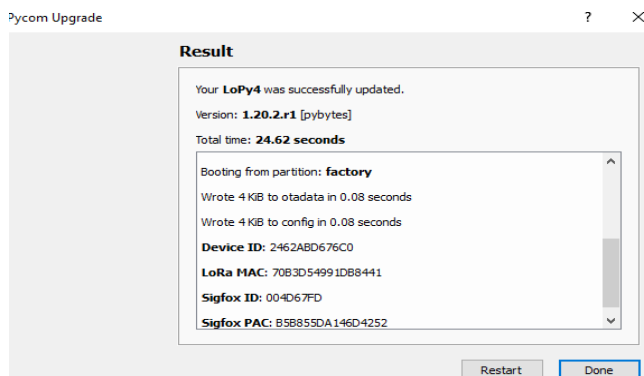 Pycom Upgrade
Result
Your LoPy4 was successfully updated.
Version: 1.20.2.r1 [pybytes]
Total time: 24.62 seconds
Booting from partition: factory
Wrote 4 KiB to otadata in 0.08 seconds
Wrote 4 KiB to config in 0.08 seconds
Device ID: 2462ABD676C0
LoRa MAC: 70B3D54991DB8441
Sigfox ID: 004D67FD
Sigfox PAC: B5B855DA146D4252
Restart Done